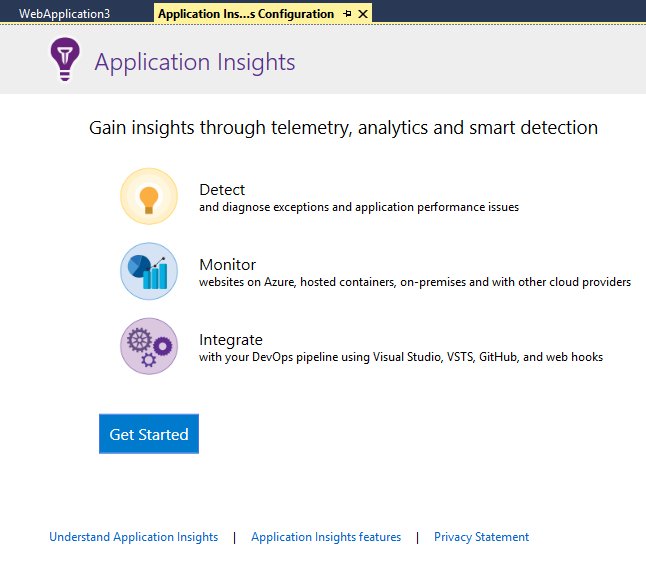 WebApplication3
Application Ins...s Configuration
Application Insights
Gain insights through telemetry, analytics and smart detection
Detect
and diagnose exceptions and application performance issues
Monitor
websites on Azure, hosted containers, on-premises and with other cloud providers
Integrate
with your DevOps pipeline using Visual Studio, VSTS, GitHub, and web hooks
Get Started
Understand Application Insights | Application Insights features | Privacy Statement